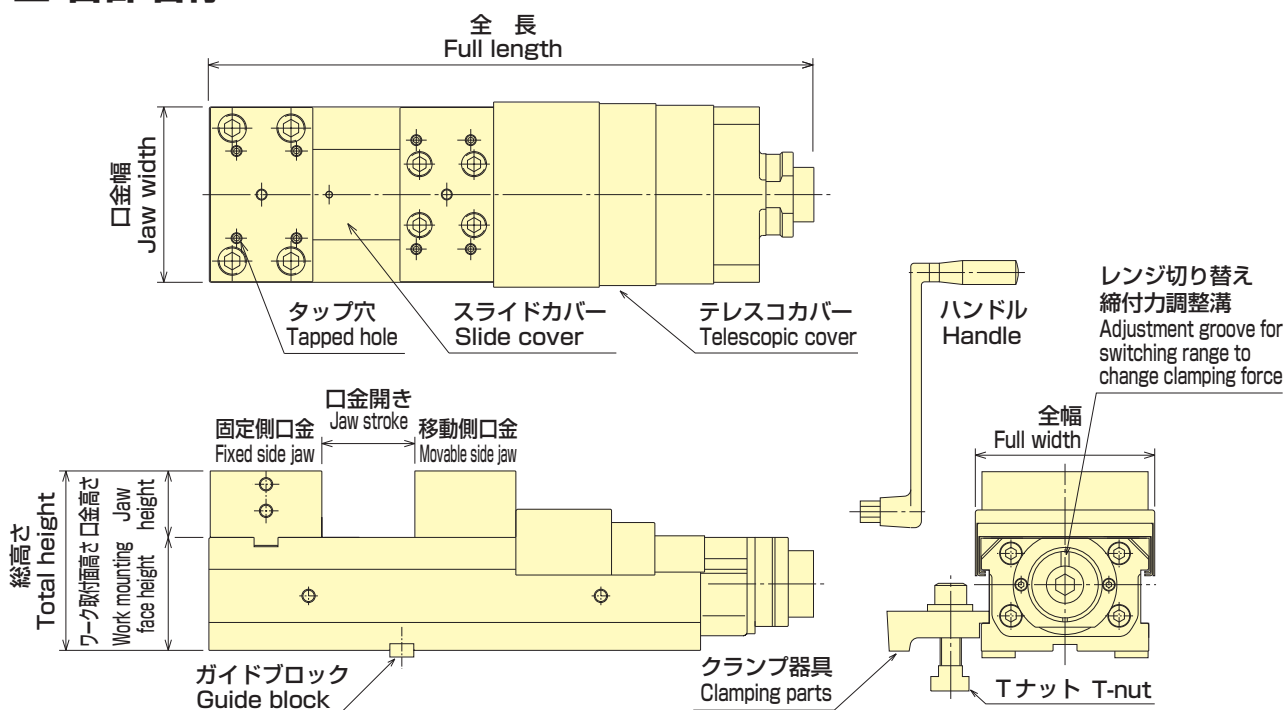 全 長
Full length
口金幅
Jaw width
タップ穴
Tapped hole
スライドカバー
Slide cover
テレスコカバー
Telescopic cover
ハンドル
Handle
レンジ切り替え
締付力調整溝
Adjustment groove for
switching range to
change clamping force
口金開き
Jaw stroke
固定側口金
Fixed side jaw
移動側口金
Movable side jaw
全幅
Full width
総高さ
Total height
口金高さ
Jaw
height
ワーク取付面高さ
Work mounting
face height
ガイドブロック
Guide block
クランプ器具
Clamping parts
Tナット T-nut